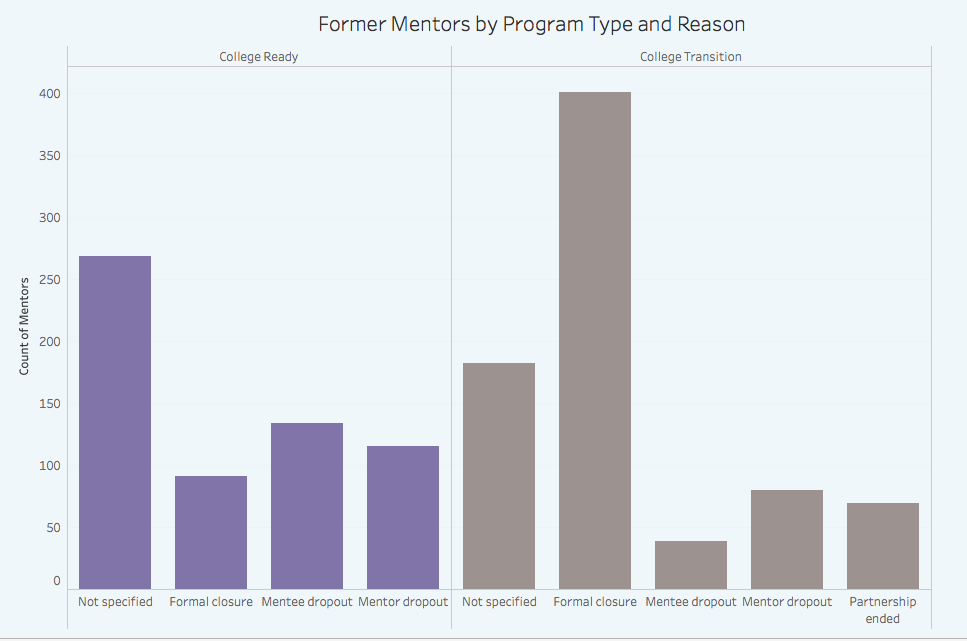 Former Mentors by Program Type and Reason
College Ready
College Transition
Count of Mentors
400
350
300
250
200
150
100
50
0
Not specified
Formal closure
Mentee dropout
Mentor dropout
Not specified
Formal closure
Mentee dropout
Mentor dropout
Partnership
ended